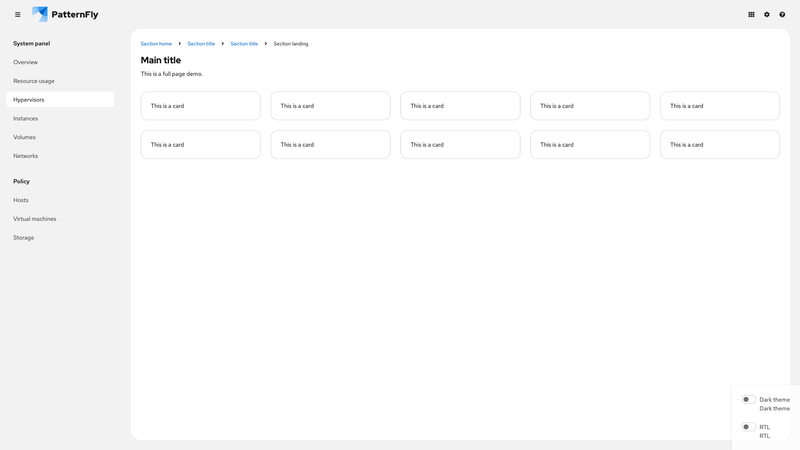 PatternFly
System panel
Overview
Resource usage
Hypervisors
Instances
Volumes
Networks
Policy
Hosts
Virtual machines
Storage
Section home > Section title > Section title > Section landing
Main title
This is a full page demo.
This is a card This is a card This is a card This is a card This is a card
This is a card This is a card This is a card This is a card This is a card
Dark theme
Dark theme
RTL
RTL